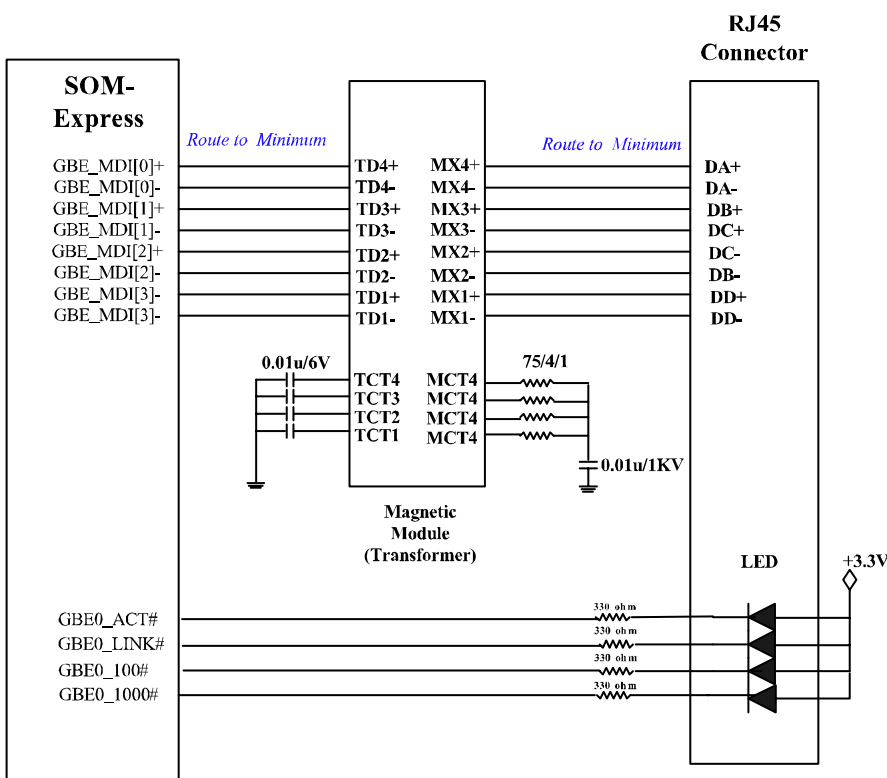 RJ45
Connector
SOM-
Express
Route to Minimum
Route to Minimum
GBE_MDI[0]+
GBE_MDI[0]-
GBE_MDI[1]+
GBE_MDI[1]-
GBE_MDI[2]+
GBE_MDI[2]-
GBE_MDI[3]-
GBE_MDI[3]-
TD4+
TD4-
TD3+
TD3-
TD2+
TD2-
TD1+
TD1-
MX4+
MX4-
MX3+
MX3-
MX2+
MX2-
MX1+
MX1-
DA+
DA-
DB+
DC+
DC-
DB-
DD+
DD-
0.01u/6V
TCT4
TCT3
TCT2
TCT1
MCT4
MCT4
MCT4
MCT4
75/4/1
0.01u/1KV
Magnetic
Module
(Transformer)
LED
+3.3V
GBE0_ACT#
GBE0_LINK#
GBE0_100#
GBE0_1000#
330 ohm
330 ohm
330 ohm
330 ohm